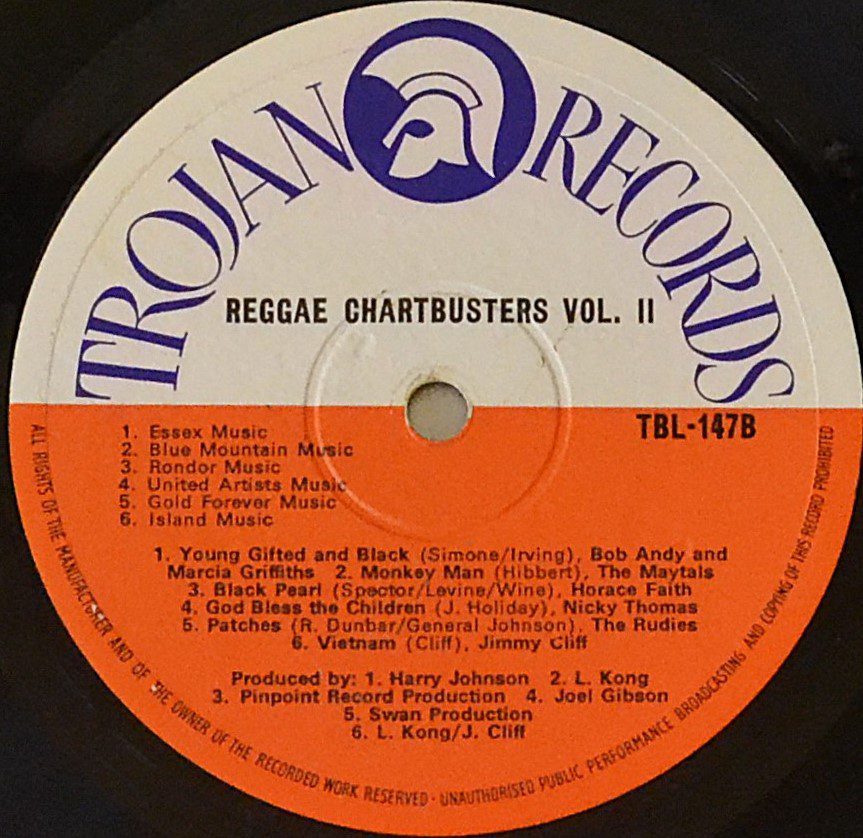 TROJAN RECORDS
REGGAE CHARTBUSTERS VOL. II
TBL-147B
1. Essex Music
2. Blue Mountain Music
3. Rondor Music
4. United Artists Music
5. Gold Forever Music
6. Island Music
1. Young Gifted and Black (Simone/Irving), Bob Andy and
Marcia Griffiths 2. Monkey Man (Hibbert), The Maytals
3. Black Pearl (Spector/Levine/Wine), Horace Faith
4. God Bless the Children (J. Holiday), Nicky Thomas
5. Patches (R. Dunbar/General Johnson), The Rudies
6. Vietnam (Cliff), Jimmy Cliff
Produced by: 1. Harry Johnson 2. L. Kong
3. Pinpoint Record Production 4. Joel Gibson
5. Swan Production
6. L. Kong/J. Cliff
ALL RIGHTS OF THE MANUFACTURER AND OF THE OWNER OF THE RECORDED WORK RESERVED · UNAUTHORISED PUBLIC PERFORMANCE BROADCASTING AND COPYING OF THIS RECORD PROHIBITED